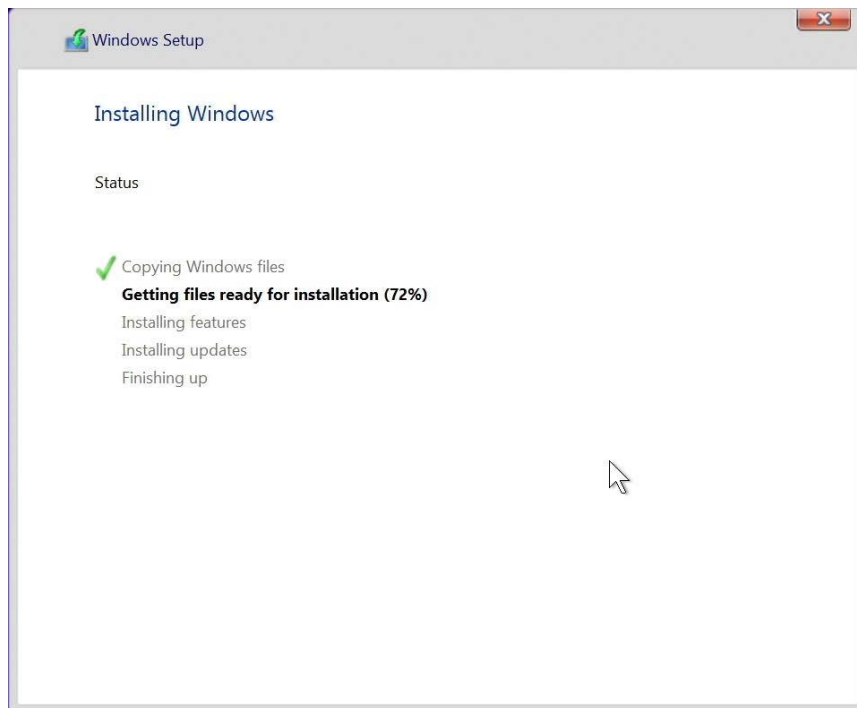 Windows Setup
Installing Windows
Status
Copying Windows files
Getting files ready for installation (72%)
Installing features
Installing updates
Finishing up